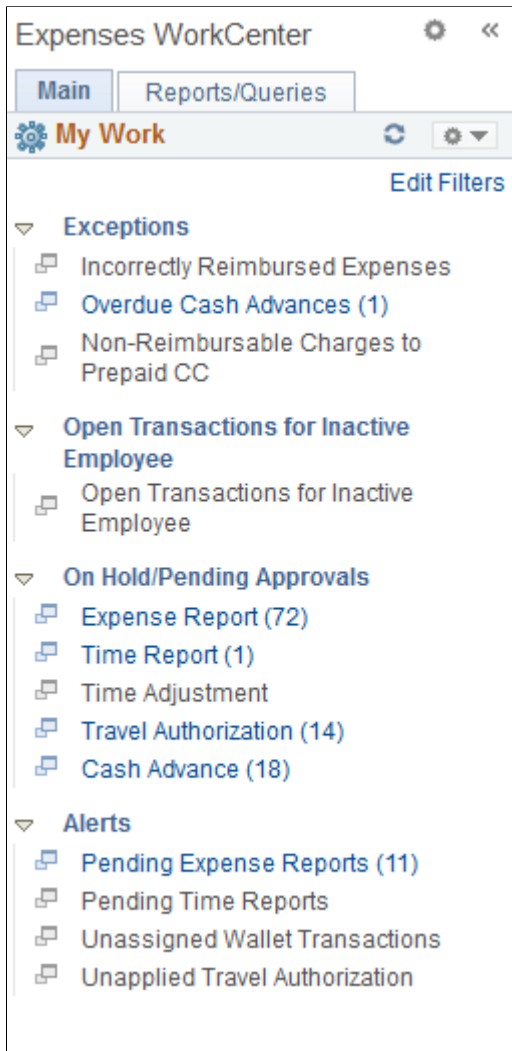 Expenses WorkCenter
Main
Reports/Queries
My Work
Edit Filters
Exceptions
Incorrectly Reimbursed Expenses
Overdue Cash Advances (1)
Non-Reimbursable Charges to
Prepaid CC
Open Transactions for Inactive
Employee
Open Transactions for Inactive
Employee
On Hold/Pending Approvals
Expense Report (72)
Time Report (1)
Time Adjustment
Travel Authorization (14)
Cash Advance (18)
Alerts
Pending Expense Reports (11)
Pending Time Reports
Unassigned Wallet Transactions
Unapplied Travel Authorization